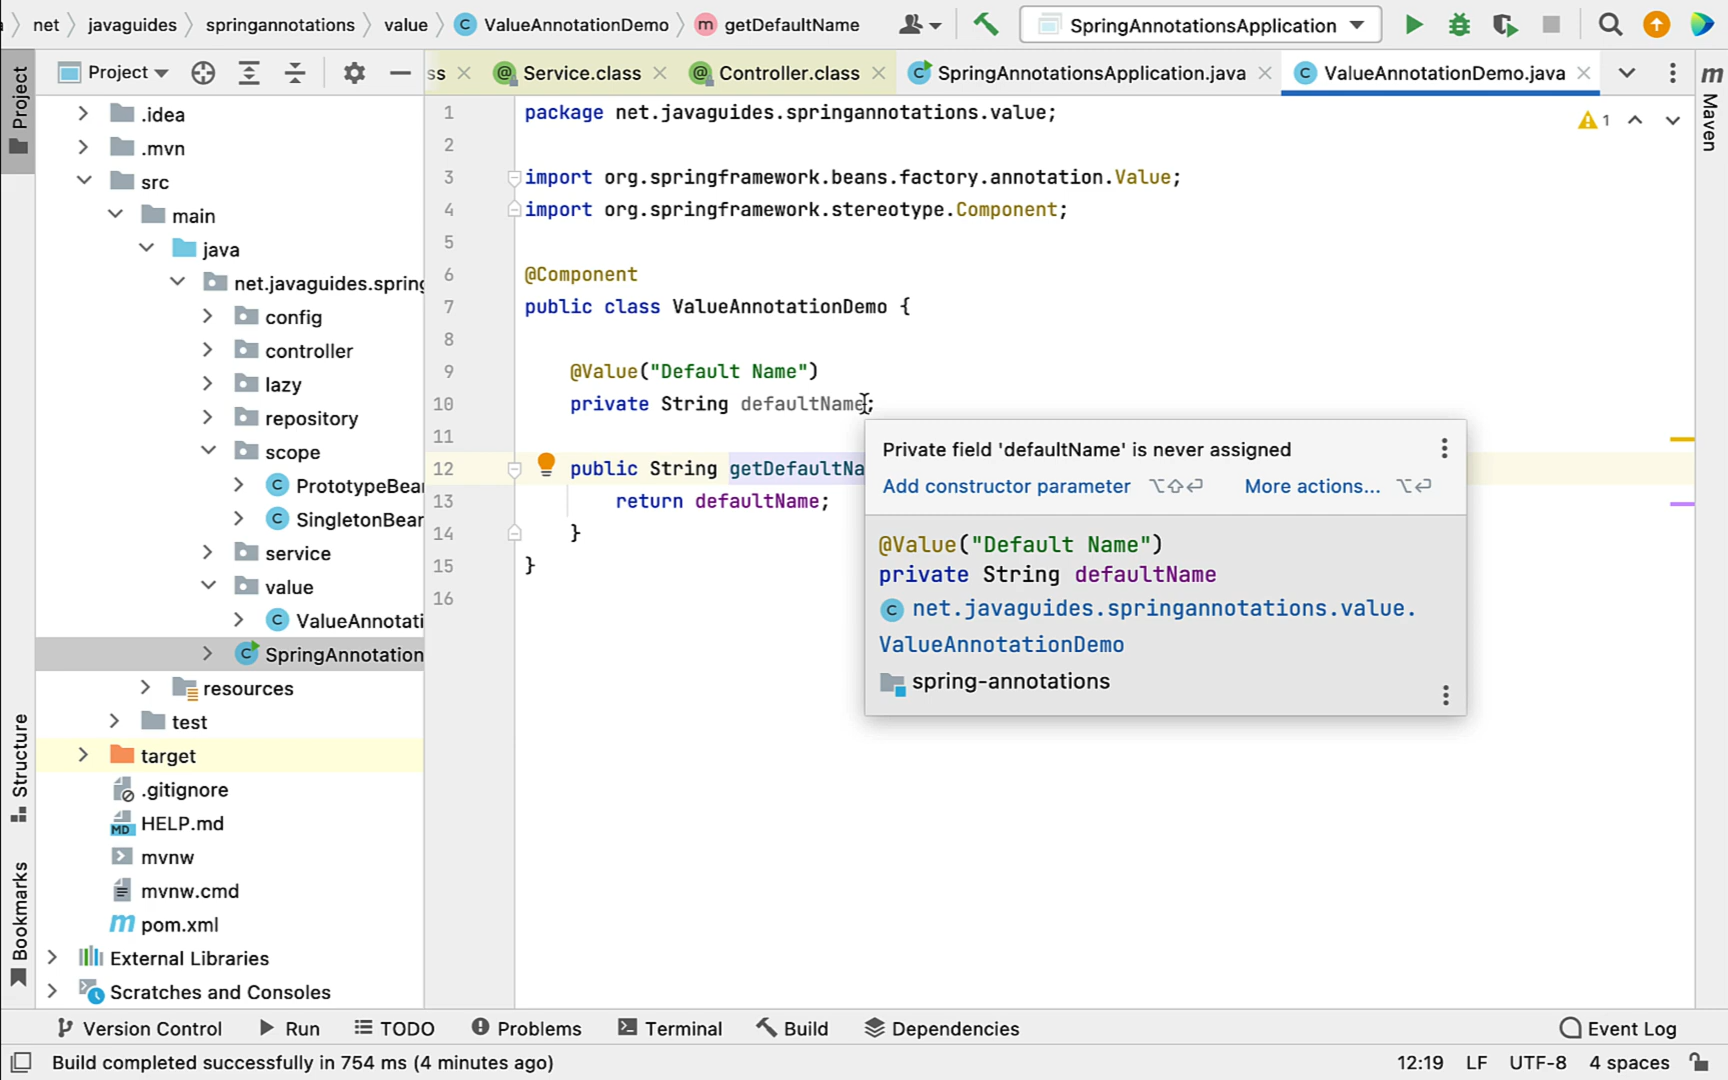 net javaguides springannotations value ValueAnnotationDemo getDefaultName SpringAnnotationsApplication
Project ss Service.class Controller.class SpringAnnotationsApplication.java ValueAnnotationDemo.java
Project
Structure
Bookmarks
Maven
.idea
.mvn
src
main
java
net.javaguides.spring
config
controller
lazy
repository
scope
PrototypeBea
SingletonBea
service
value
ValueAnnotati
SpringAnnotation
resources
test
target
.gitignore
HELP.md
mvnw
mvnw.cmd
pom.xml
External Libraries
Scratches and Consoles
1 package net.javaguides.springannotations.value;
2
3 import org.springframework.beans.factory.annotation.Value;
4 import org.springframework.stereotype.Component;
5
6 @Component
7 public class ValueAnnotationDemo {
8
9 @Value("Default Name")
10 private String defaultName;
11
12 public String getDefaultNa
13 return defaultName;
14 }
15 }
16
1
Private field 'defaultName' is never assigned
Add constructor parameter ⌥⇧⏎ More actions... ⌥⏎
@Value("Default Name")
private String defaultName
net.javaguides.springannotations.value.
ValueAnnotationDemo
spring-annotations
Version Control Run TODO Problems Terminal Build Dependencies Event Log
Build completed successfully in 754 ms (4 minutes ago) 12:19 LF UTF-8 4 spaces